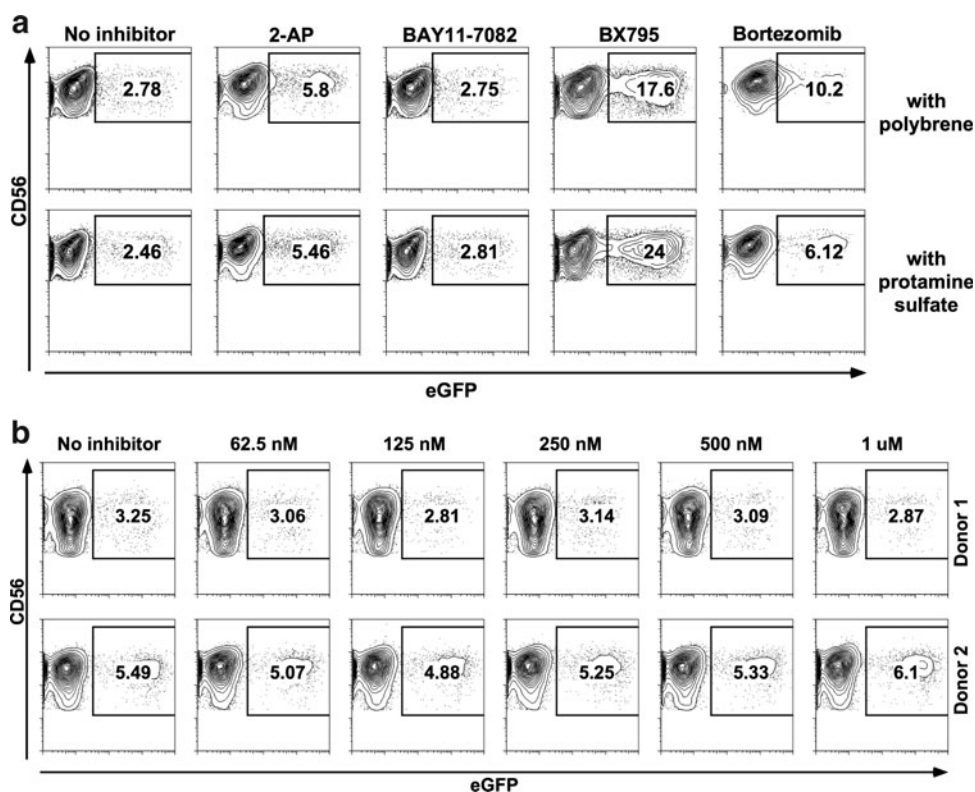 a
No inhibitor 2-AP BAY11-7082 BX795 Bortezomib
2.78 5.8 2.75 17.6 10.2
with
polybrene
2.46 5.46 2.81 24 6.12
with
protamine
sulfate
CD56
eGFP
b
No inhibitor 62.5 nM 125 nM 250 nM 500 nM 1 uM
3.25 3.06 2.81 3.14 3.09 2.87
Donor 1
5.49 5.07 4.88 5.25 5.33 6.1
Donor 2
CD56
eGFP